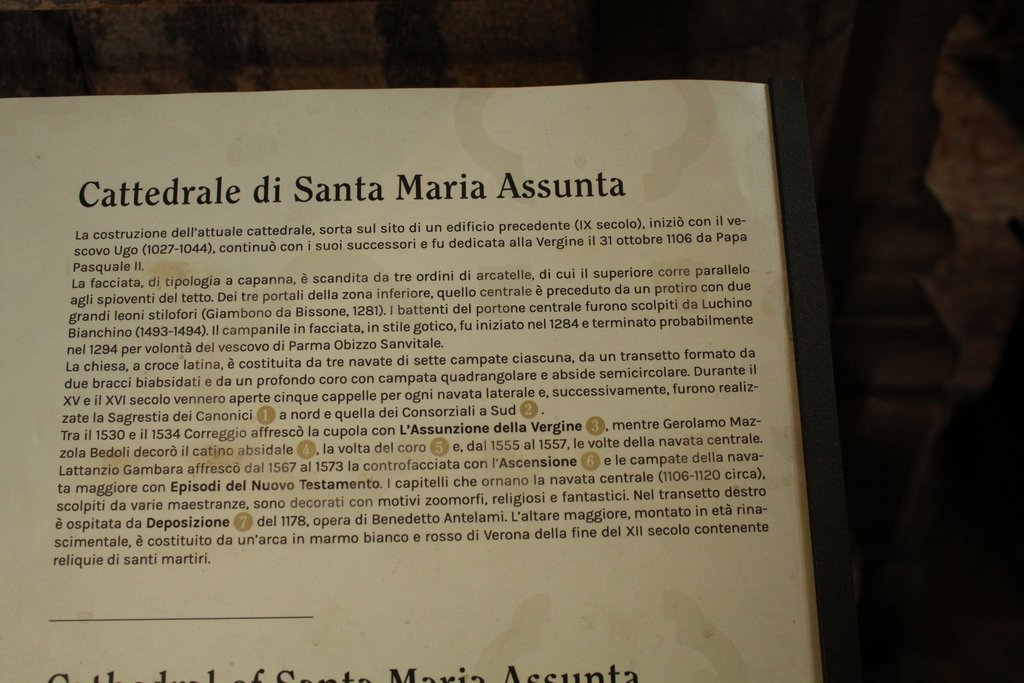 Cattedrale di Santa Maria Assunta
La costruzione dell'attuale cattedrale, sorta sul sito di un edificio precedente (IX secolo), iniziò con il ve-
scovo Ugo (1027-1044), continuò con i suoi successori e fu dedicata alla Vergine il 31 ottobre 1106 da Papa
Pasquale II.
La facciata, di tipologia a capanna, è scandita da tre ordini di arcatelle, di cui il superiore corre parallelo
agli spioventi del tetto. Dei tre portali della zona inferiore, quello centrale è preceduto da un protiro con due
grandi leoni stilofori (Giambono da Bissone, 1281). I battenti del portone centrale furono scolpiti da Luchino
Bianchino (1493-1494). Il campanile in facciata, in stile gotico, fu iniziato nel 1284 e terminato probabilmente
nel 1294 per volontà del vescovo di Parma Obizzo Sanvitale.
La chiesa, a croce latina, è costituita da tre navate di sette campate ciascuna, da un transetto formato da
due bracci biabsidati e da un profondo coro con campata quadrangolare e abside semicircolare. Durante il
XV e il XVI secolo vennero aperte cinque cappelle per ogni navata laterale e, successivamente, furono realiz-
zate la Sagrestia dei Canonici 1 a nord e quella dei Consorziali a Sud 2 .
Tra il 1530 e il 1534 Correggio affrescò la cupola con L'Assunzione della Vergine 3 , mentre Gerolamo Maz-
zola Bedoli decorò il catino absidale 4 , la volta del coro 5 e, dal 1555 al 1557, le volte della navata centrale.
Lattanzio Gambara affrescò dal 1567 al 1573 la controfacciata con l'Ascensione 6 e le campate della nava-
ta maggiore con Episodi del Nuovo Testamento. I capitelli che ornano la navata centrale (1106-1120 circa),
scolpiti da varie maestranze, sono decorati con motivi zoomorfi, religiosi e fantastici. Nel transetto destro
è ospitata da Deposizione 7 del 1178, opera di Benedetto Antelami. L'altare maggiore, montato in età rina-
scimentale, è costituito da un'arca in marmo bianco e rosso di Verona della fine del XII secolo contenente
reliquie di santi martiri.
Cathedral of Santa Maria Assunta